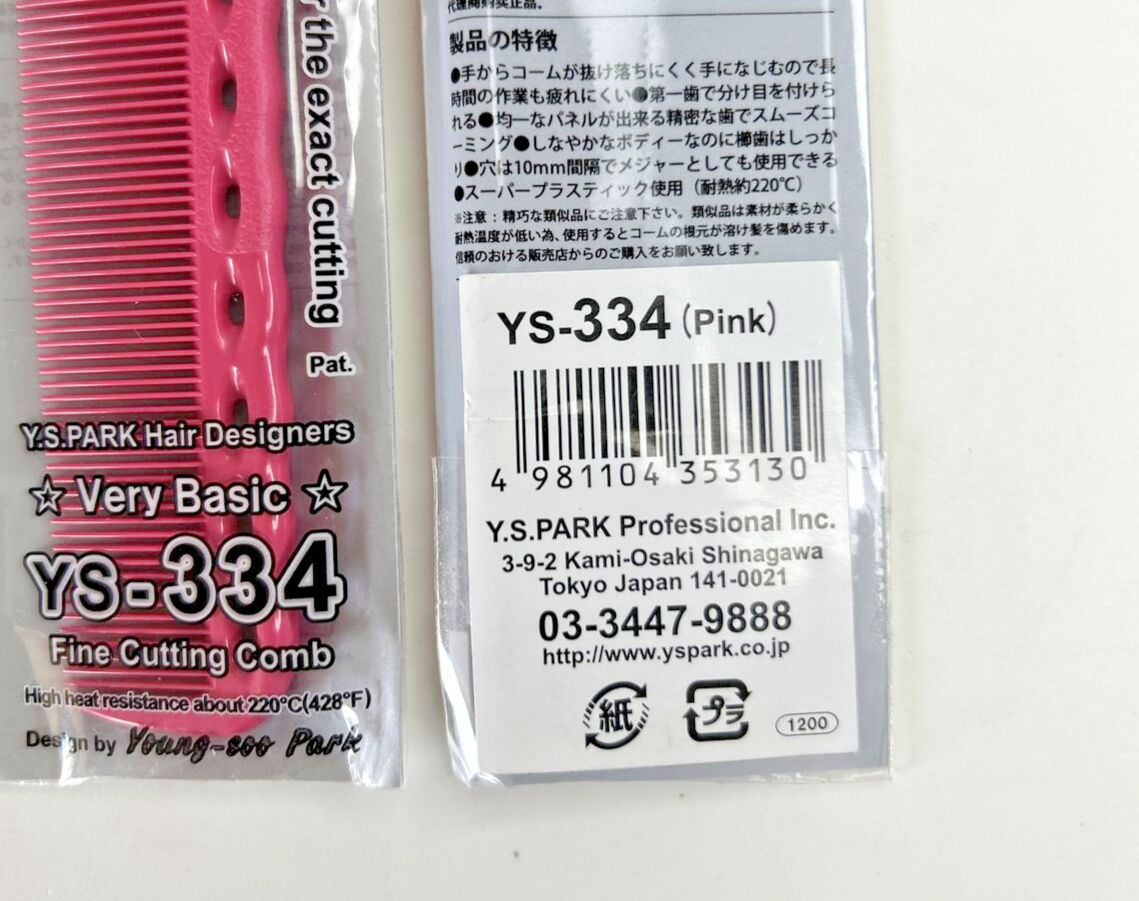 the exact cutting
Pat.
Y.S.PARK Hair Designers
☆ Very Basic ☆
YS-334
Fine Cutting Comb
High heat resistance about 220°C(428°F)
Design by Young-soo Park
代理商购买正品。
製品の特徴
●手からコームが抜け落ちにくく手になじむので長
時間の作業も疲れにくい●第一歯で分け目を付けら
れる●均一なパネルが出来る精密な歯でスムーズコ
ーミング●しなやかなボディーなのに櫛歯はしっか
り●穴は10mm間隔でメジャーとしても使用できる
●スーパープラスティック使用（耐熱約220℃）
※注意：精巧な類似品にご注意下さい。類似品は素材が柔らかく
耐熱温度が低い為、使用するとコームの根元が溶け髪を傷めます。
信頼のおける販売店からのご購入をお願い致します。
YS-334 (Pink)
4 981104 353130
Y.S.PARK Professional Inc.
3-9-2 Kami-Osaki Shinagawa
Tokyo Japan 141-0021
03-3447-9888
http://www.yspark.co.jp
紙 プラ 1200